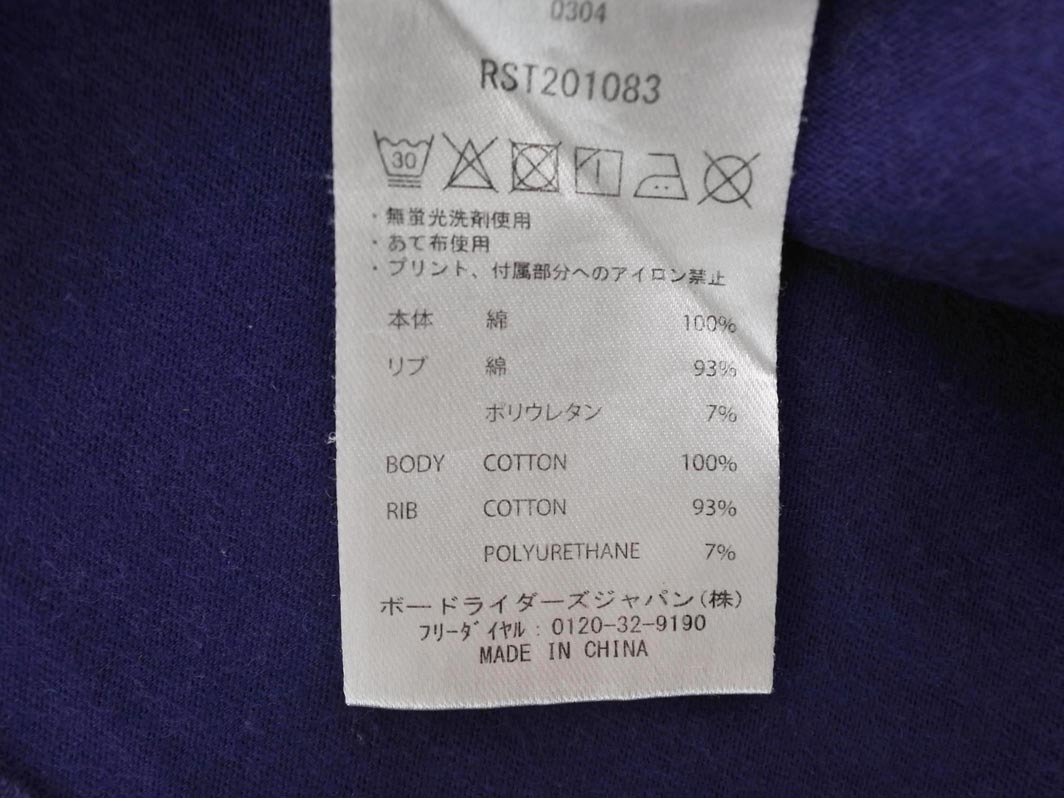 0304
RST201083
30
・無蛍光洗剤使用
・あて布使用
・プリント、付属部分へのアイロン禁止
本体 綿 100%
リブ 綿 93%
ポリウレタン 7%
BODY COTTON 100%
RIB COTTON 93%
POLYURETHANE 7%
ボードライダーズジャパン(株)
ﾌﾘｰﾀﾞｲﾔﾙ : 0120-32-9190
MADE IN CHINA